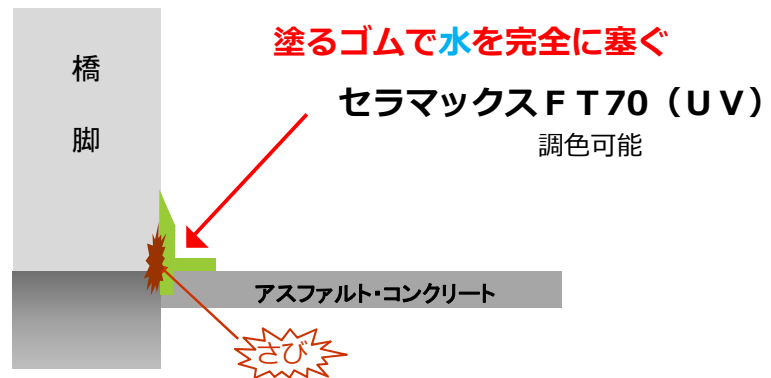 塗るゴムで水を完全に塞ぐ
セラマックスＦＴ70（ＵＶ）
調色可能
橋
脚
アスファルト・コンクリート
さび